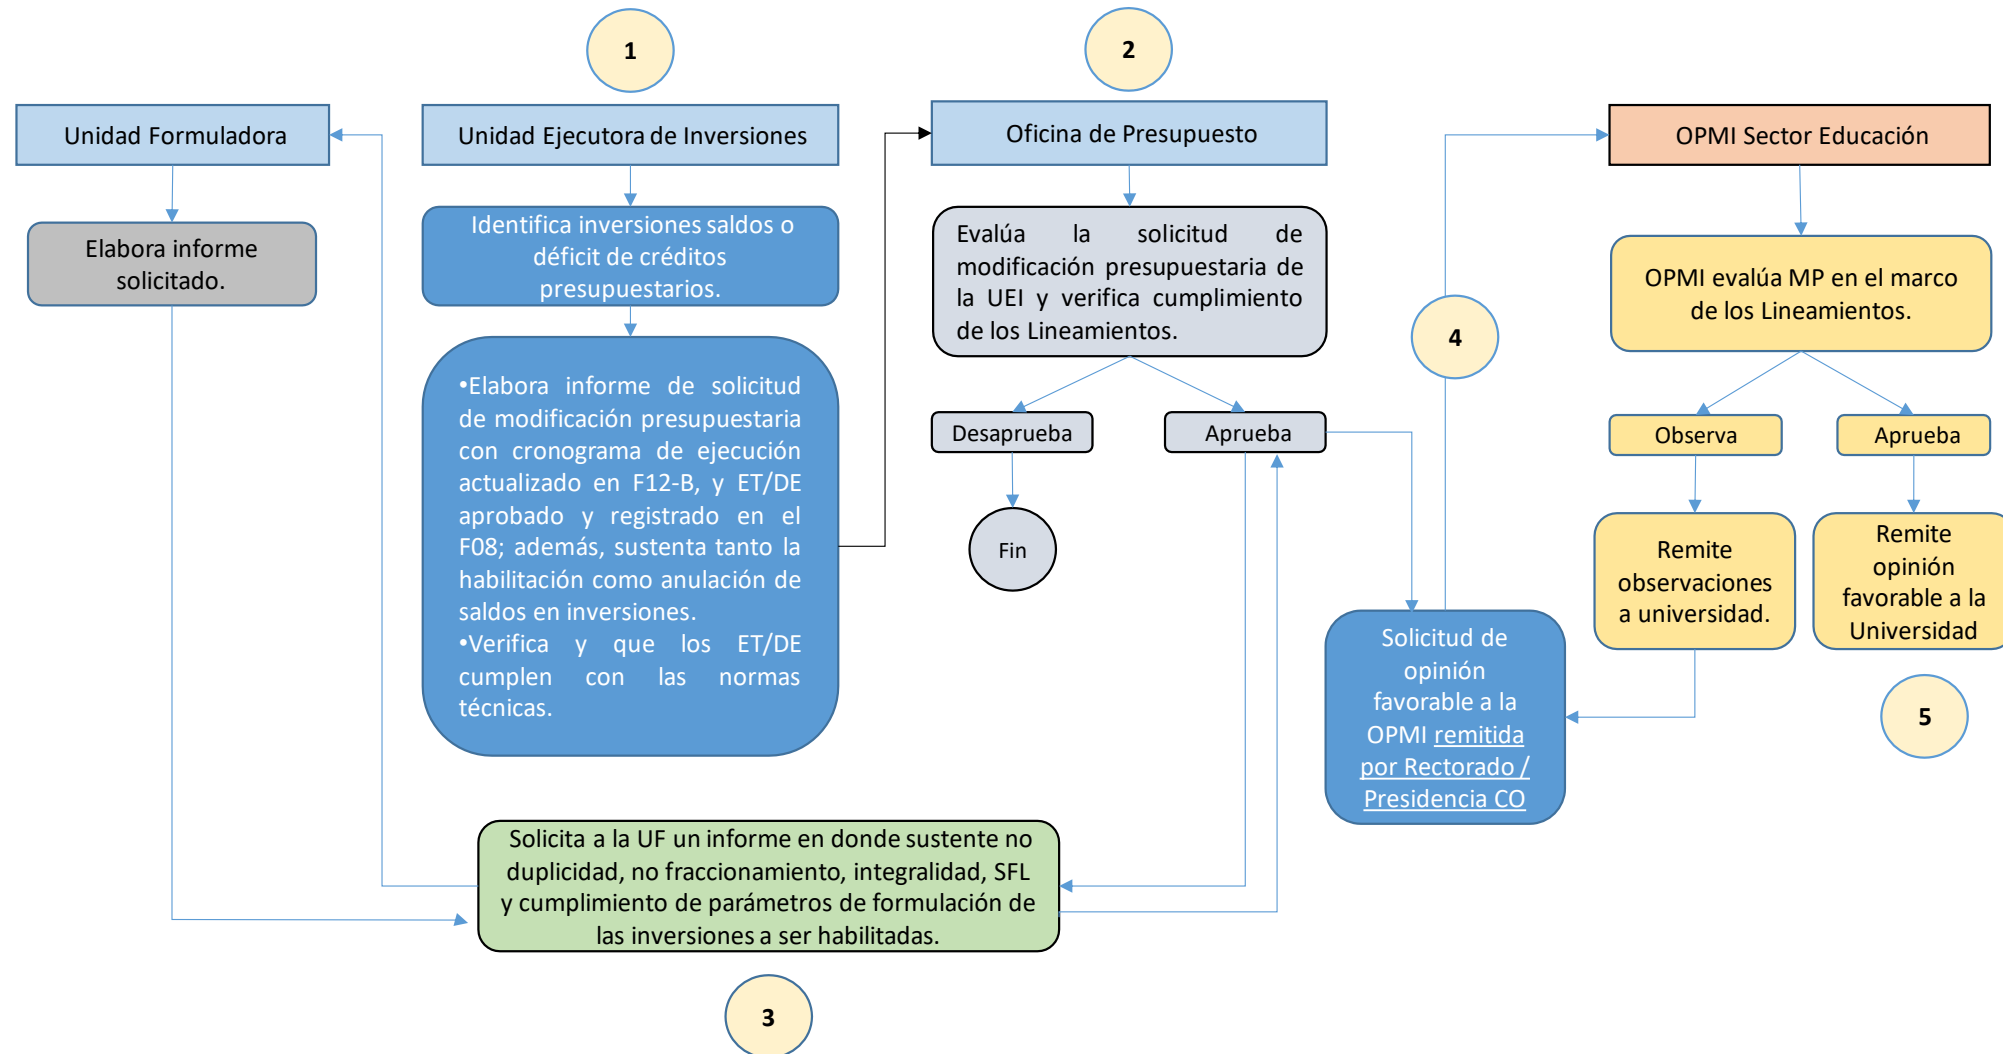 1
2
Unidad Formuladora
Unidad Ejecutora de Inversiones
Oficina de Presupuesto
OPMI Sector Educación
Elabora informe
solicitado.
Identifica inversiones saldos o
déficit de créditos
presupuestarios.
Evalúa la solicitud de
modificación presupuestaria de
la UEI y verifica cumplimiento
de los Lineamientos.
OPMI evalúa MP en el marco
de los Lineamientos.
4
•Elabora informe de solicitud
de modificación presupuestaria
con cronograma de ejecución
actualizado en F12-B, y ET/DE
aprobado y registrado en el
F08; además, sustenta tanto la
habilitación como anulación de
saldos en inversiones.
•Verifica y que los ET/DE
cumplen con las normas
técnicas.
Desaprueba
Aprueba
Observa
Aprueba
Fin
Remite
observaciones
a universidad.
Remite
opinión
favorable a la
Universidad
Solicitud de
opinión
favorable a la
OPMI remitida
por Rectorado /
Presidencia CO
5
Solicita a la UF un informe en donde sustente no
duplicidad, no fraccionamiento, integralidad, SFL
y cumplimiento de parámetros de formulación de
las inversiones a ser habilitadas.
3